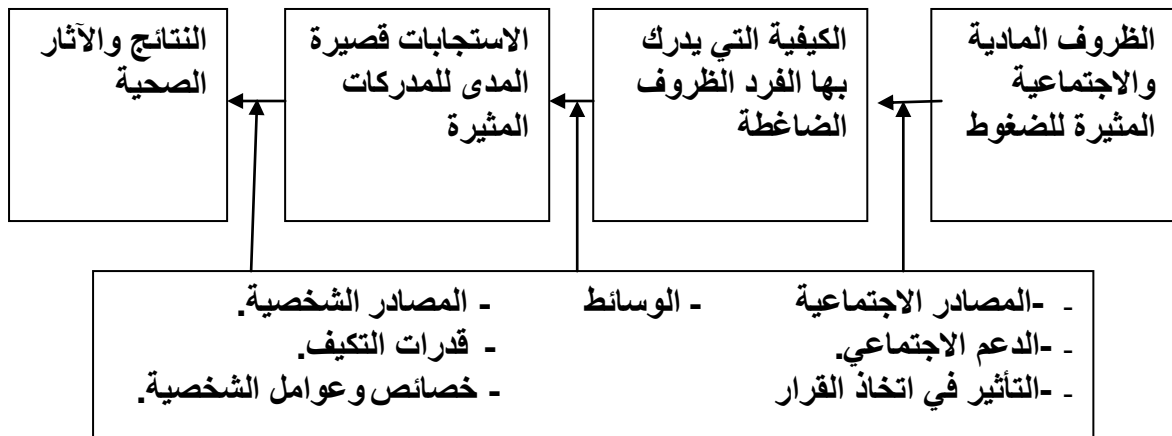 الظروف المادية
والاجتماعية
المثيرة للضغوط
الكيفية التي يدرك
بها الفرد الظروف
الضاغطة
الاستجابات قصيرة
المدى للمدركات
المثيرة
النتائج والآثار
الصحية
- -المصادر الاجتماعية - الوسائط - المصادر الشخصية.
- -الدعم الاجتماعي. - قدرات التكيف.
- -التأثير في اتخاذ القرار - خصائص وعوامل الشخصية.